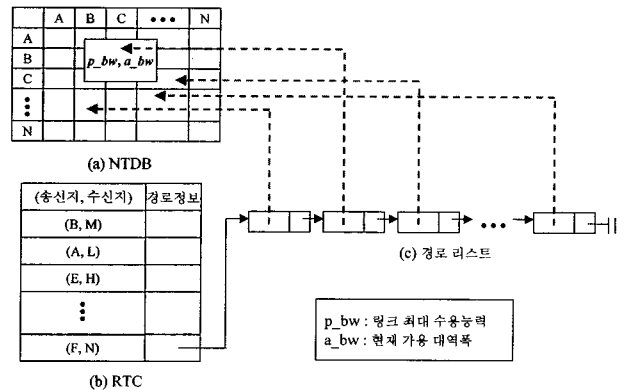 A B C ••• N
A
B p_bw, a_bw
C
•••
N
(a) NTDB
(송신지, 수신지) 경로정보
(B, M)
(A, L)
(E, H)
•••
(F, N)
(b) RTC
•••
(c) 경로 리스트
p_bw : 링크 최대 수용능력
a_bw : 현재 가용 대역폭